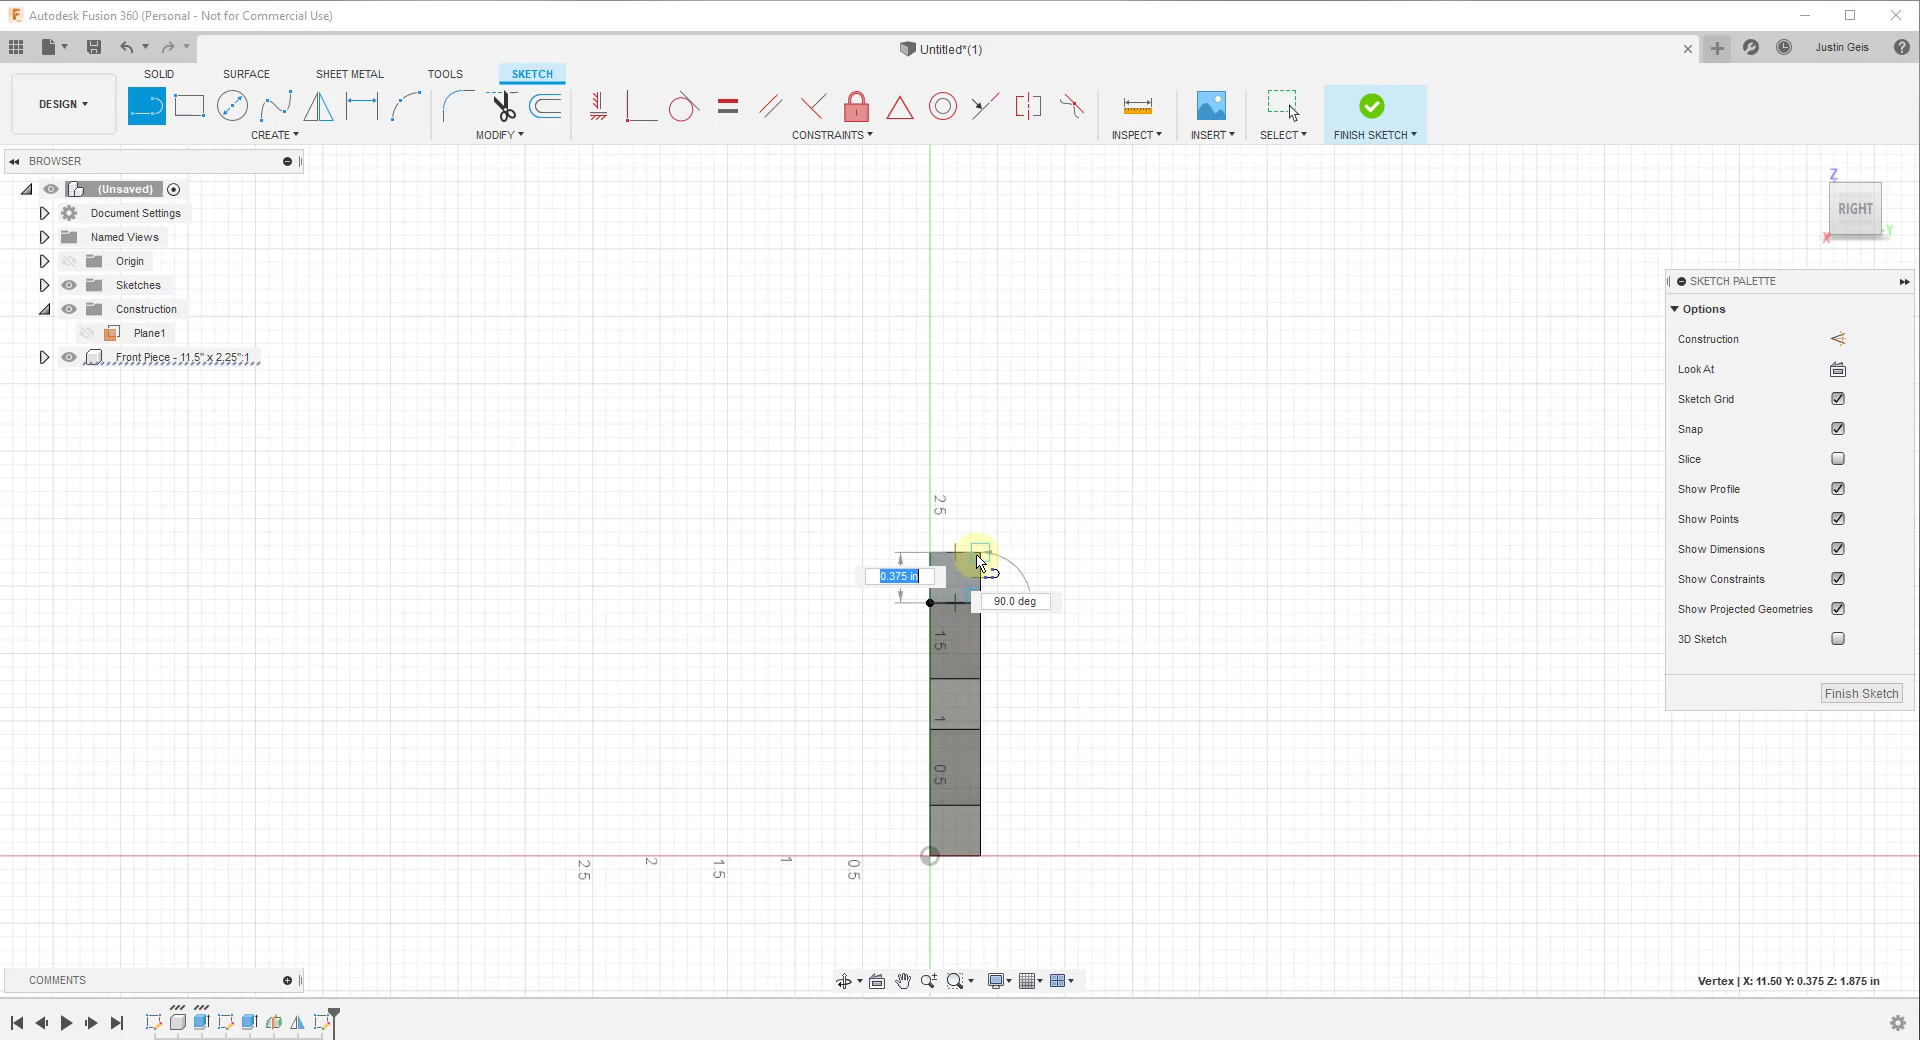 Autodesk Fusion 360 (Personal - Not for Commercial Use)
Untitled*(1)
Justin Geis
DESIGN
SOLID
SURFACE
SHEET METAL
TOOLS
SKETCH
CREATE
MODIFY
CONSTRAINTS
INSPECT
INSERT
SELECT
FINISH SKETCH
BROWSER
(Unsaved)
Document Settings
Named Views
Origin
Sketches
Construction
Plane1
Front Piece - 11.5" x 2.25":1
Z
RIGHT
X
Y
SKETCH PALETTE
Options
Construction
Look At
Sketch Grid
Snap
Slice
Show Profile
Show Points
Show Dimensions
Show Constraints
Show Projected Geometries
3D Sketch
Finish Sketch
2.5
0.375 in
90.0 deg
1.5
1
0.5
2.5
2
1.5
1
0.5
COMMENTS
Vertex | X: 11.50 Y: 0.375 Z: 1.875 in